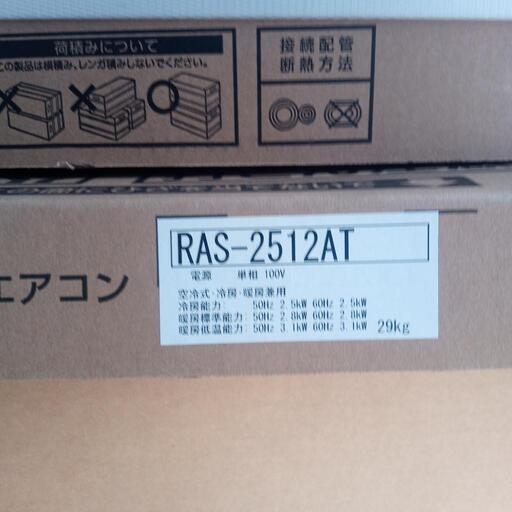 荷積みについて
この製品は横積み、レンガ積みしないでください。
接続配管
断熱方法
エアコン
RAS-2512AT
電源 単相 100V
空冷式・冷房・暖房兼用
冷房能力: 50Hz 2.5kW 60Hz 2.5kW
暖房標準能力: 50Hz 2.8kW 60Hz 2.8kW
暖房低温能力: 50Hz 3.1kW 60Hz 3.1kW
29kg